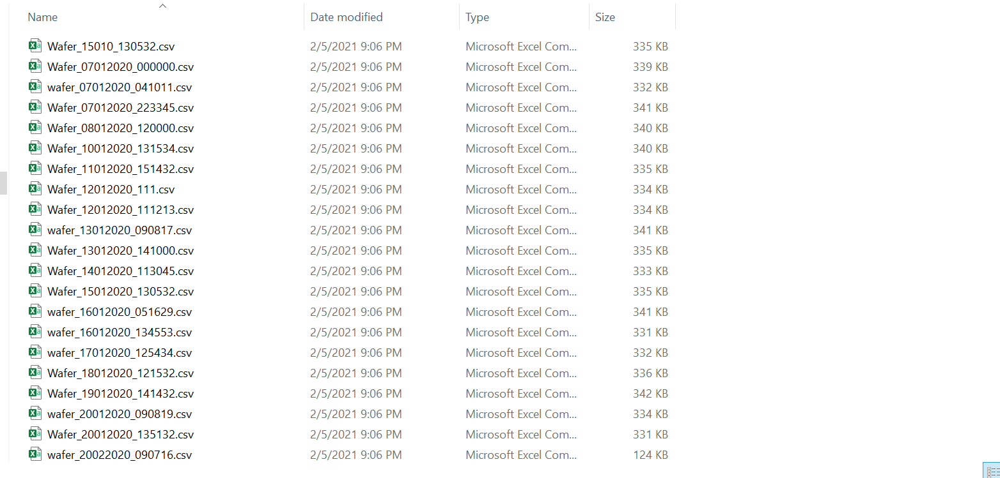 Name Date modified Type Size
Wafer_15010_130532.csv 2/5/2021 9:06 PM Microsoft Excel Com... 335 KB
Wafer_07012020_000000.csv 2/5/2021 9:06 PM Microsoft Excel Com... 339 KB
wafer_07012020_041011.csv 2/5/2021 9:06 PM Microsoft Excel Com... 332 KB
Wafer_07012020_223345.csv 2/5/2021 9:06 PM Microsoft Excel Com... 341 KB
Wafer_08012020_120000.csv 2/5/2021 9:06 PM Microsoft Excel Com... 340 KB
Wafer_10012020_131534.csv 2/5/2021 9:06 PM Microsoft Excel Com... 340 KB
Wafer_11012020_151432.csv 2/5/2021 9:06 PM Microsoft Excel Com... 335 KB
Wafer_12012020_111.csv 2/5/2021 9:06 PM Microsoft Excel Com... 334 KB
Wafer_12012020_111213.csv 2/5/2021 9:06 PM Microsoft Excel Com... 334 KB
wafer_13012020_090817.csv 2/5/2021 9:06 PM Microsoft Excel Com... 341 KB
Wafer_13012020_141000.csv 2/5/2021 9:06 PM Microsoft Excel Com... 335 KB
Wafer_14012020_113045.csv 2/5/2021 9:06 PM Microsoft Excel Com... 333 KB
Wafer_15012020_130532.csv 2/5/2021 9:06 PM Microsoft Excel Com... 335 KB
wafer_16012020_051629.csv 2/5/2021 9:06 PM Microsoft Excel Com... 341 KB
wafer_16012020_134553.csv 2/5/2021 9:06 PM Microsoft Excel Com... 331 KB
wafer_17012020_125434.csv 2/5/2021 9:06 PM Microsoft Excel Com... 332 KB
Wafer_18012020_121532.csv 2/5/2021 9:06 PM Microsoft Excel Com... 336 KB
Wafer_19012020_141432.csv 2/5/2021 9:06 PM Microsoft Excel Com... 342 KB
wafer_20012020_090819.csv 2/5/2021 9:06 PM Microsoft Excel Com... 334 KB
Wafer_20012020_135132.csv 2/5/2021 9:06 PM Microsoft Excel Com... 331 KB
wafer_20022020_090716.csv 2/5/2021 9:06 PM Microsoft Excel Com... 124 KB